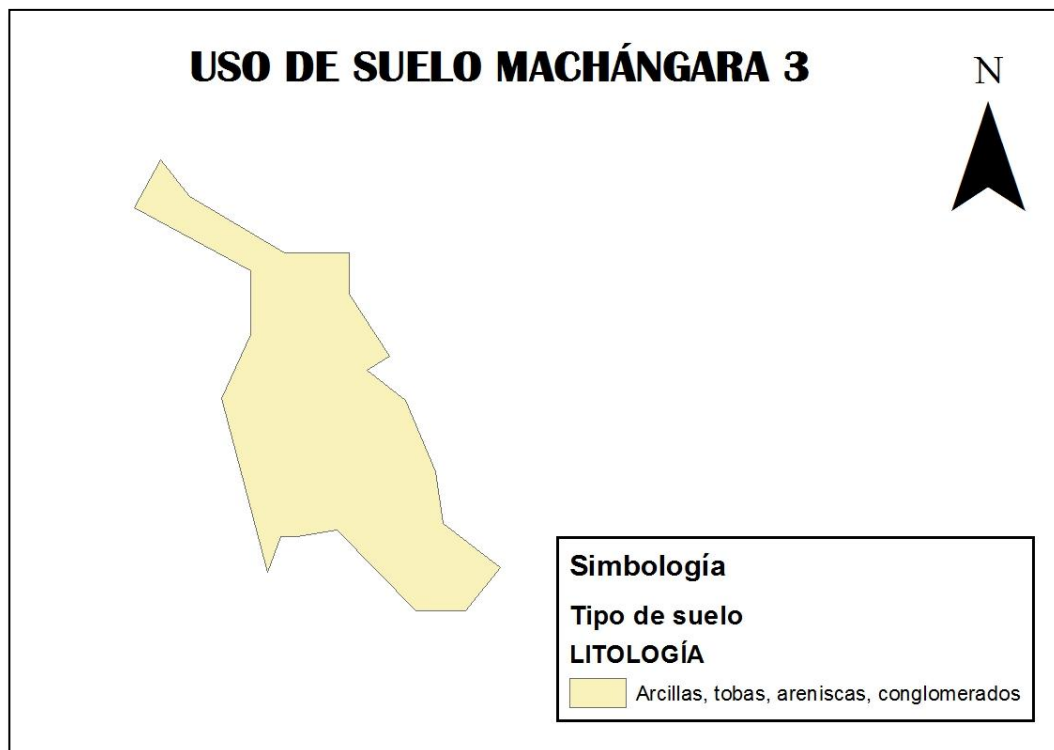 USO DE SUELO MACHÁNGARA 3
N
Simbología
Tipo de suelo
LITOLOGÍA
Arcillas, tobas, areniscas, conglomerados